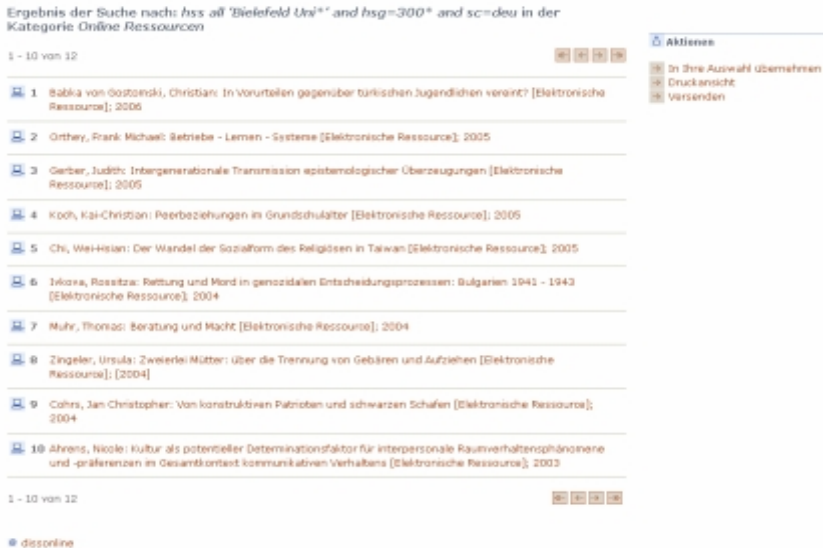 Ergebnis der Suche nach: hss all 'Bielefeld Uni*' and hsg=300* and sc=deu in der
Kategorie Online Ressourcen
1 - 10 von 12
Aktionen
In Ihre Auswahl übernehmen
Druckansicht
Versenden
1 Babka von Gostomski, Christian: In Vorurteilen gegenüber türkischen Jugendlichen vereint? [Elektronische
Ressource]; 2006
2 Orthey, Frank Michael: Betriebe - Lernen - Systeme [Elektronische Ressource]; 2005
3 Gerber, Judith: Intergenerationale Transmission epistemologischer Überzeugungen [Elektronische
Ressource]; 2005
4 Koch, Kai-Christian: Peerbeziehungen im Grundschulalter [Elektronische Ressource]; 2005
5 Chi, Wei-Hsian: Der Wandel der Sozialform des Religiösen in Taiwan [Elektronische Ressource]; 2005
6 Ivkova, Rossitza: Rettung und Mord in genozidalen Entscheidungsprozessen: Bulgarien 1941 - 1943
[Elektronische Ressource]; 2004
7 Muhr, Thomas: Beratung und Macht [Elektronische Ressource]; 2004
8 Zingeler, Ursula: Zweierlei Mütter: über die Trennung von Gebären und Aufziehen [Elektronische
Ressource]; [2004]
9 Cohrs, Jan Christopher: Von konstruktiven Patrioten und schwarzen Schafen [Elektronische Ressource];
2004
10 Ahrens, Nicole: Kultur als potentieller Determinationsfaktor für interpersonale Raumverhaltensphänomene
und -präferenzen im Gesamtkontext kommunikativen Verhaltens [Elektronische Ressource]; 2003
1 - 10 von 12
dissonline